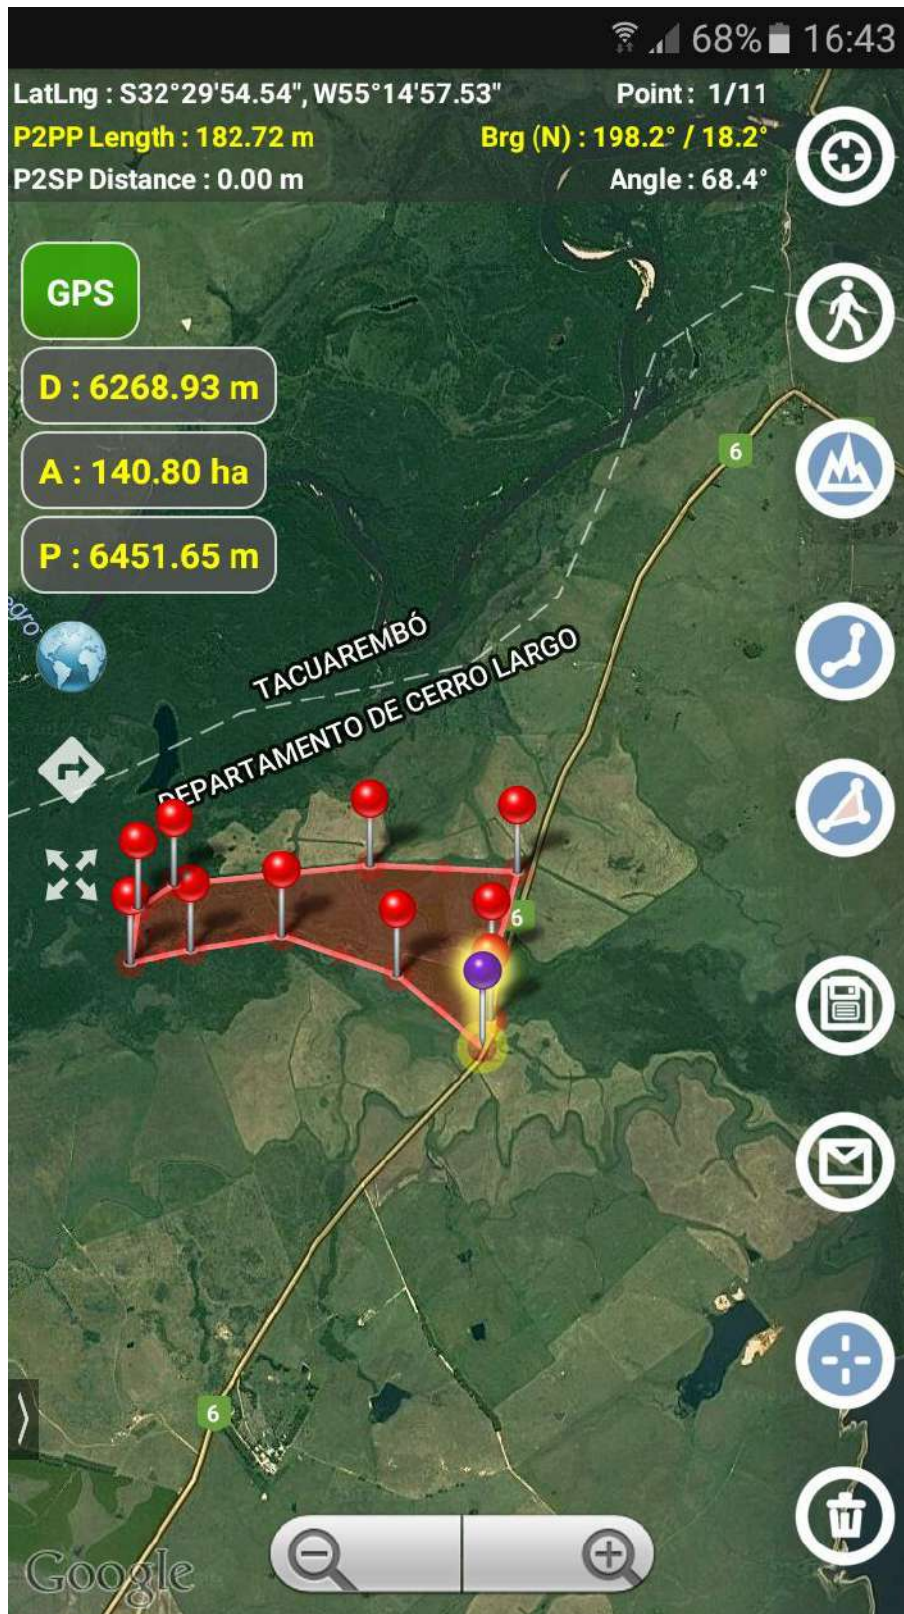 68% 16:43
LatLng : S32°29'54.54", W55°14'57.53" Point : 1/11
P2PP Length : 182.72 m Brg (N) : 198.2° / 18.2°
P2SP Distance : 0.00 m Angle : 68.4°
GPS
D : 6268.93 m
A : 140.80 ha
P : 6451.65 m
6
TACUAREMBÓ
DEPARTAMENTO DE CERRO LARGO
6
6
Google